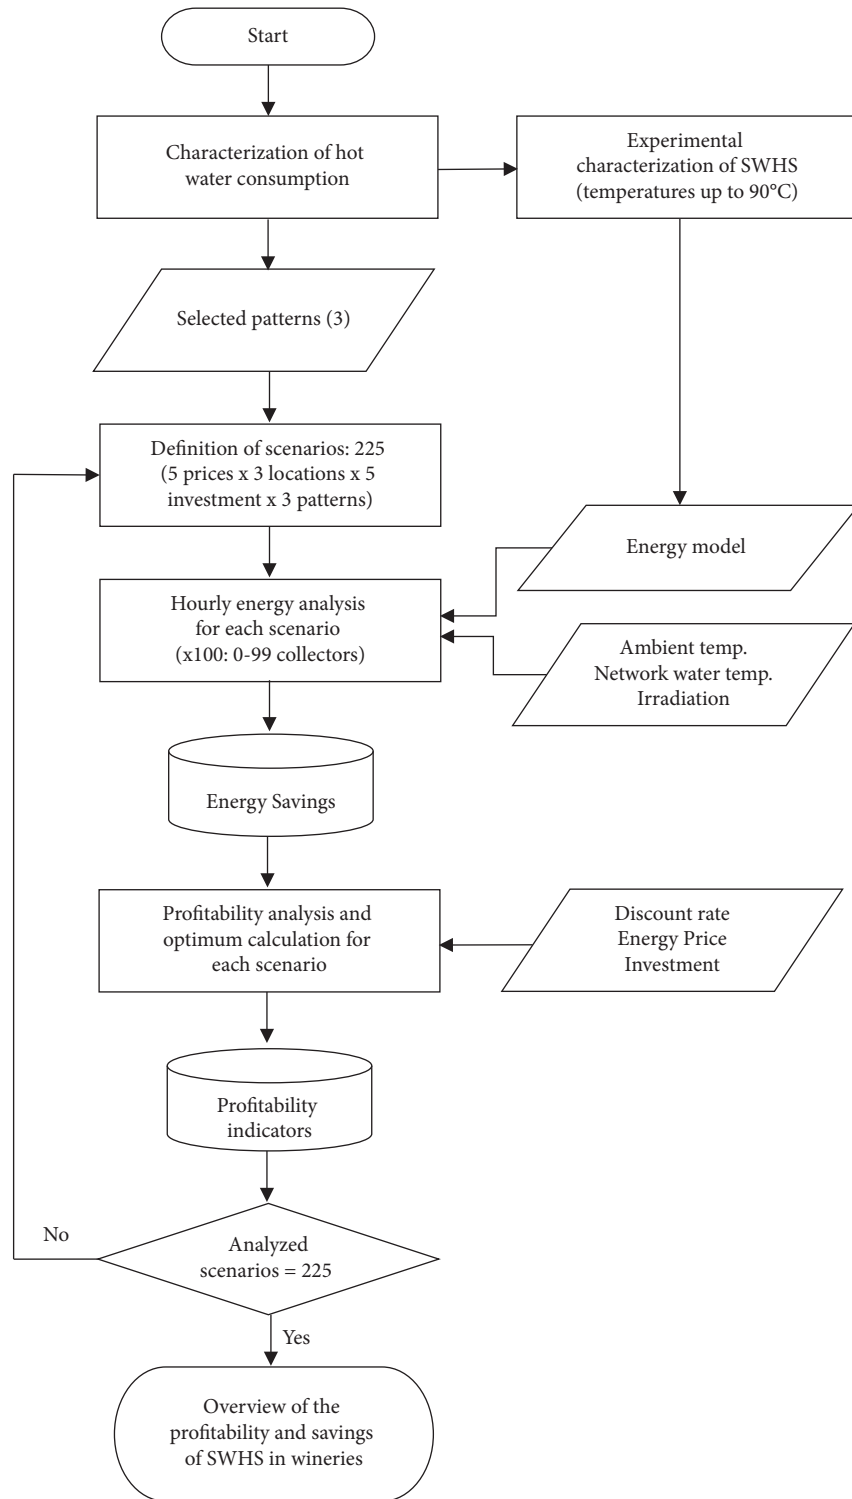 Start
Characterization of hot
water consumption
Experimental
characterization of SWHS
(temperatures up to 90°C)
Selected patterns (3)
Definition of scenarios: 225
(5 prices x 3 locations x 5
investment x 3 patterns)
Energy model
Hourly energy analysis
for each scenario
(x100: 0-99 collectors)
Ambient temp.
Network water temp.
Irradiation
Energy Savings
Profitability analysis and
optimum calculation for
each scenario
Discount rate
Energy Price
Investment
Profitability
indicators
No
Analyzed
scenarios = 225
Yes
Overview of the
profitability and savings
of SWHS in wineries